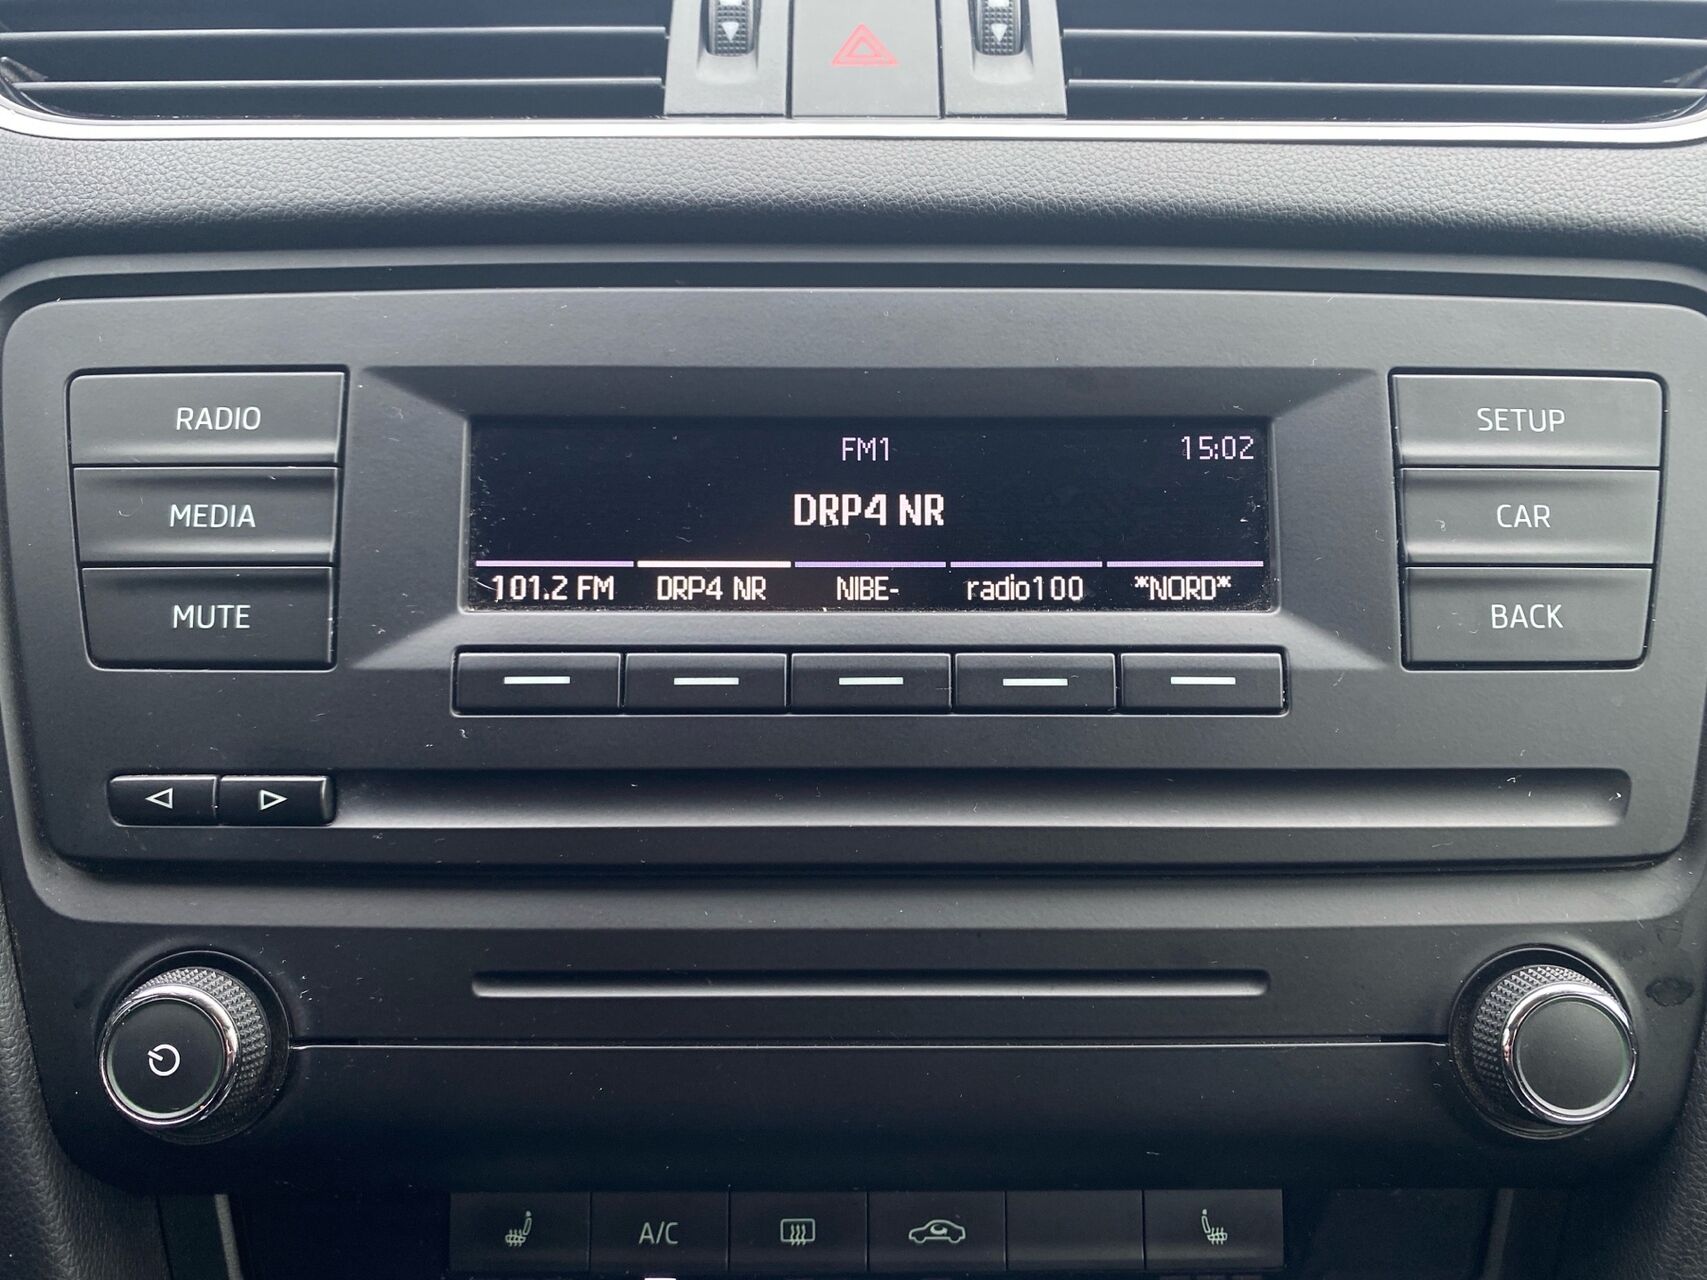 FM1 15:02
DRP4 NR
101.2 FM DRP4 NR NIBE- radio100 *NORD*
RADIO
MEDIA
MUTE
SETUP
CAR
BACK
A/C